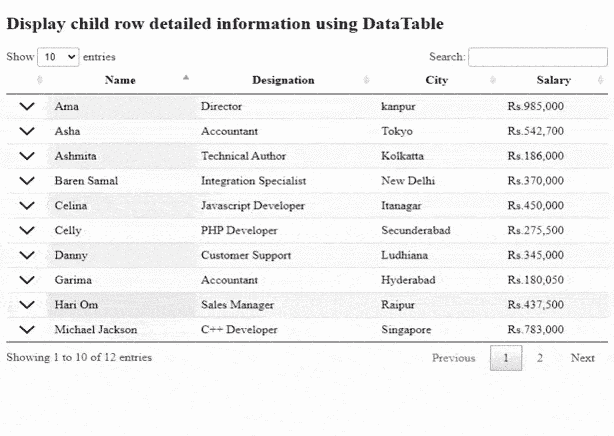 Display child row detailed information using DataTable
Show 10 entries Search:
Name Designation City Salary
Ama Director kanpur Rs.985,000
Asha Accountant Tokyo Rs.542,700
Ashmita Technical Author Kolkatta Rs.186,000
Baren Samal Integration Specialist New Delhi Rs.370,000
Celina Javascript Developer Itanagar Rs.450,000
Celly PHP Developer Secunderabad Rs.275,500
Danny Customer Support Ludhiana Rs.345,000
Garima Accountant Hyderabad Rs.180,050
Hari Om Sales Manager Raipur Rs.437,500
Michael Jackson C++ Developer Singapore Rs.783,000
Showing 1 to 10 of 12 entries Previous 1 2 Next